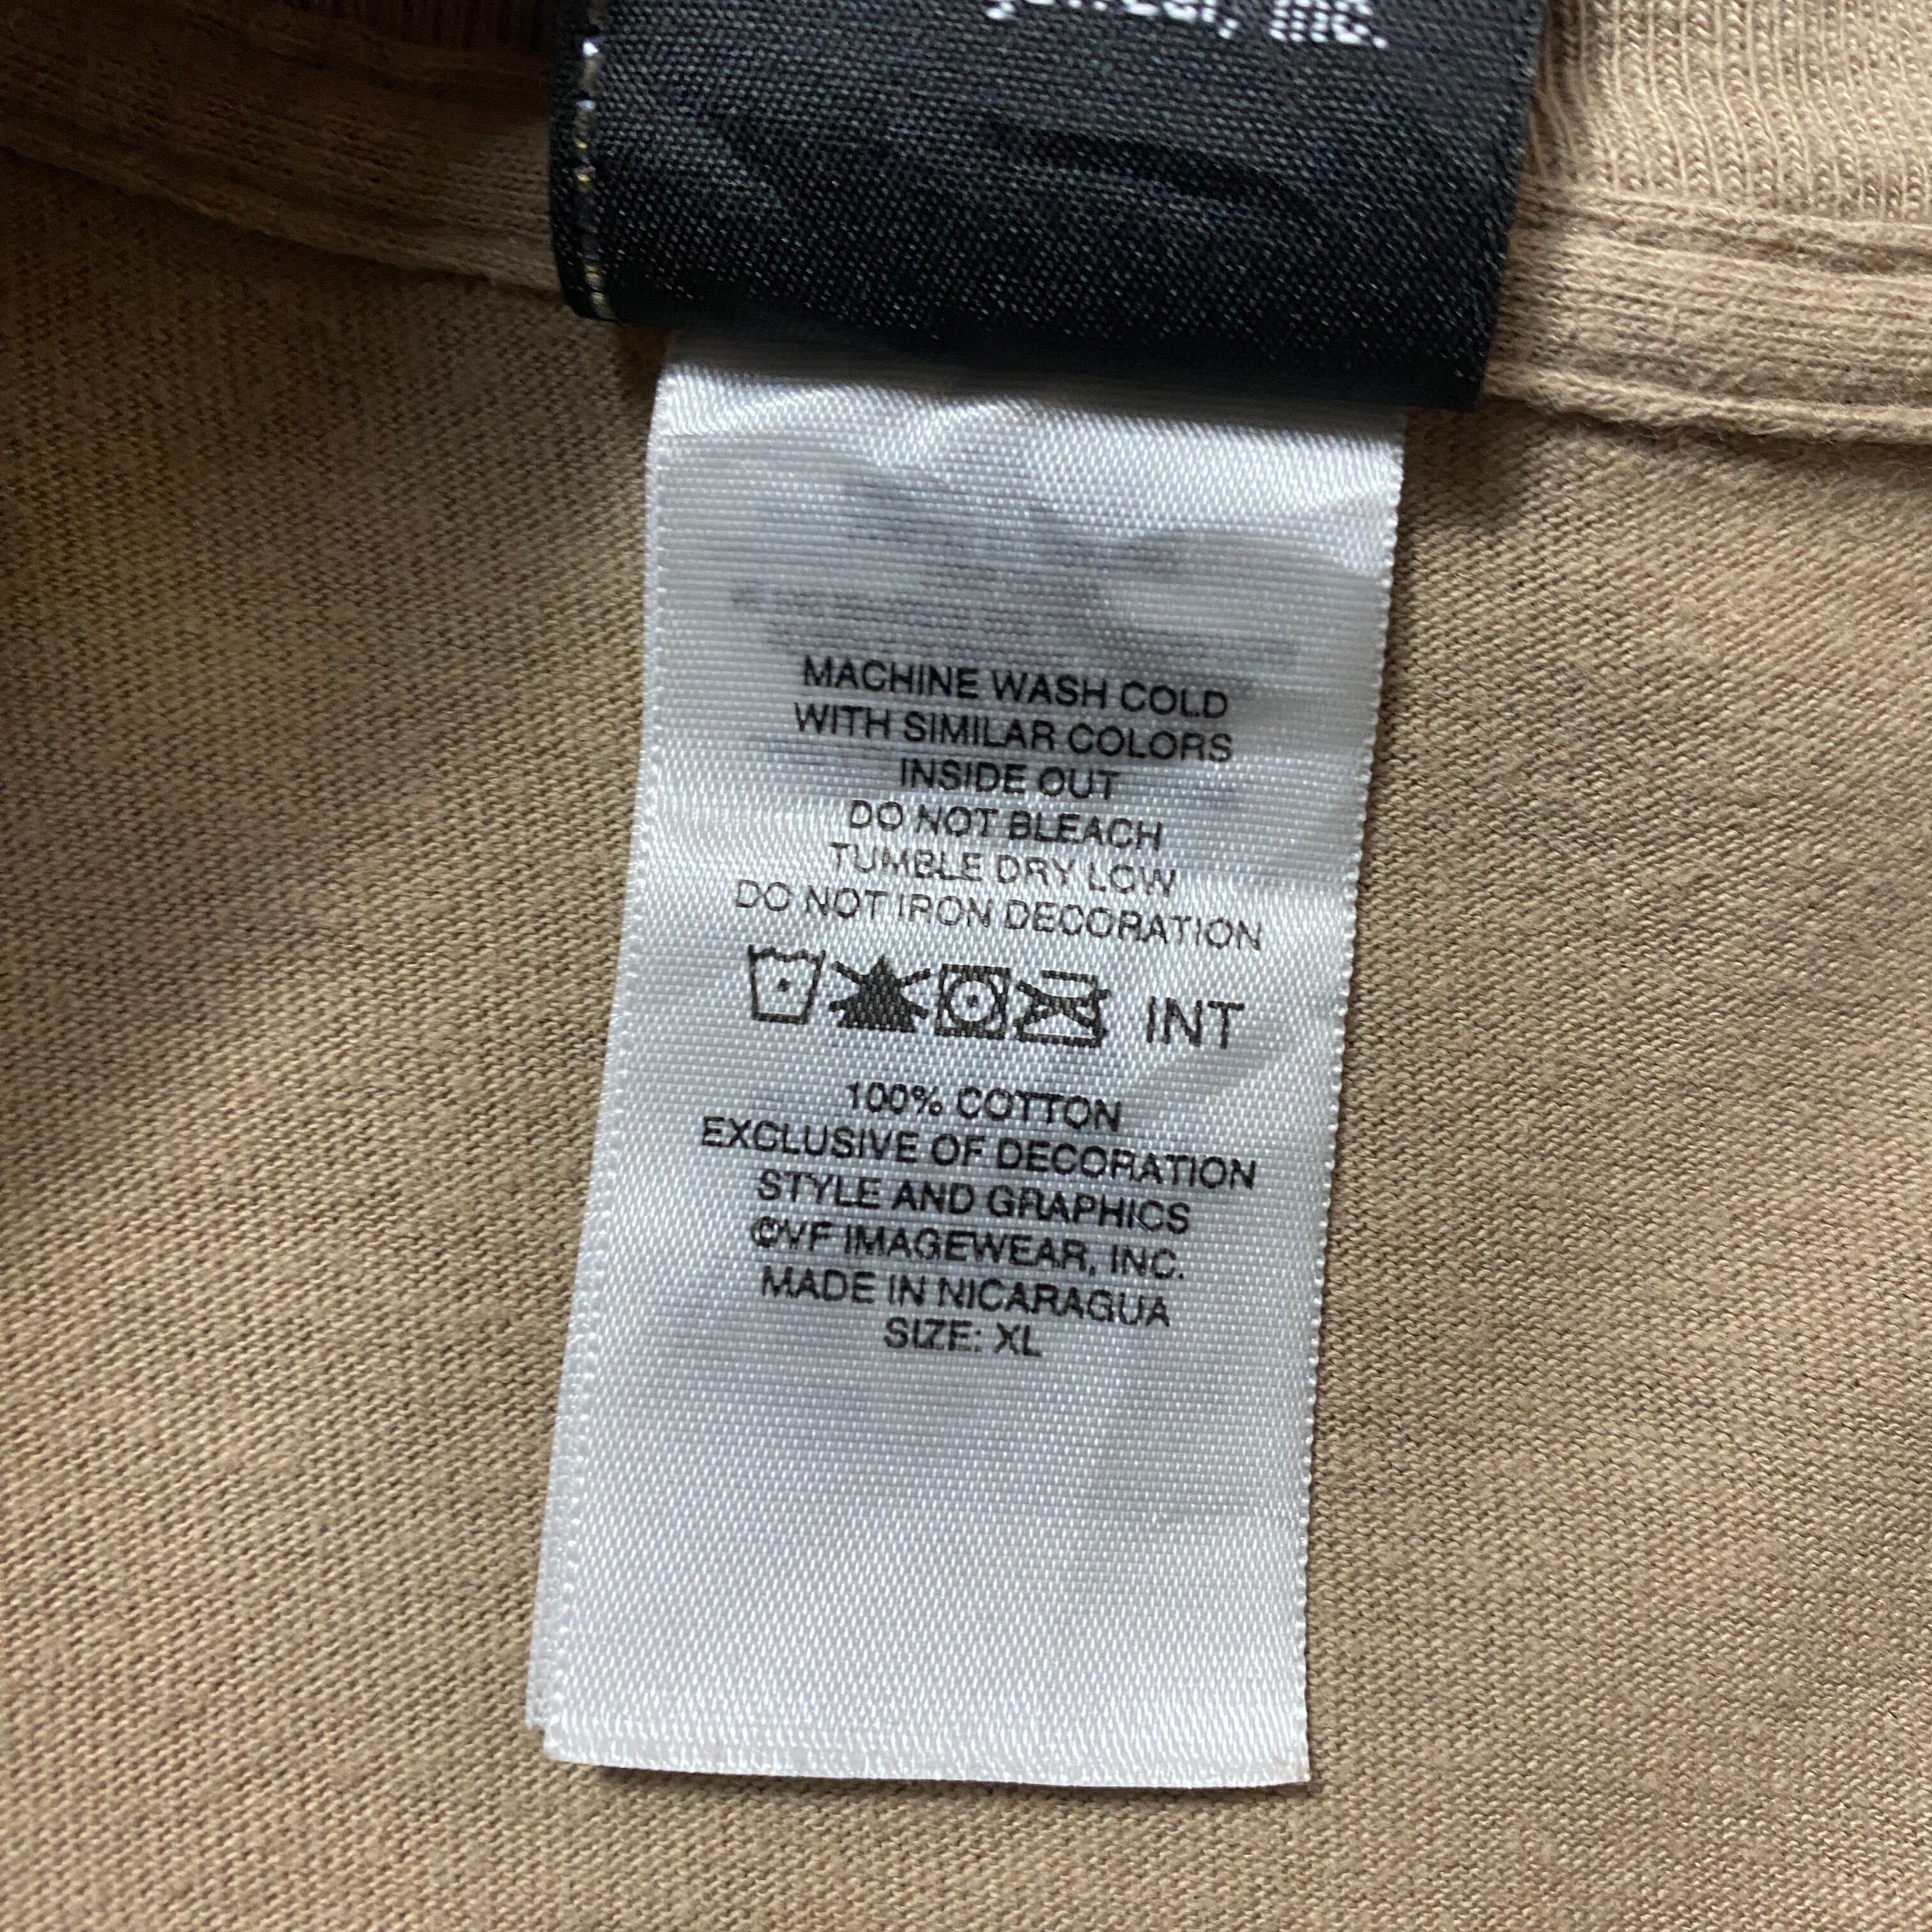 Inc.
MACHINE WASH COLD
WITH SIMILAR COLORS
INSIDE OUT
DO NOT BLEACH
TUMBLE DRY LOW
DO NOT IRON DECORATION
INT
100% COTTON
EXCLUSIVE OF DECORATION
STYLE AND GRAPHICS
©VF IMAGEWEAR, INC.
MADE IN NICARAGUA
SIZE: XL